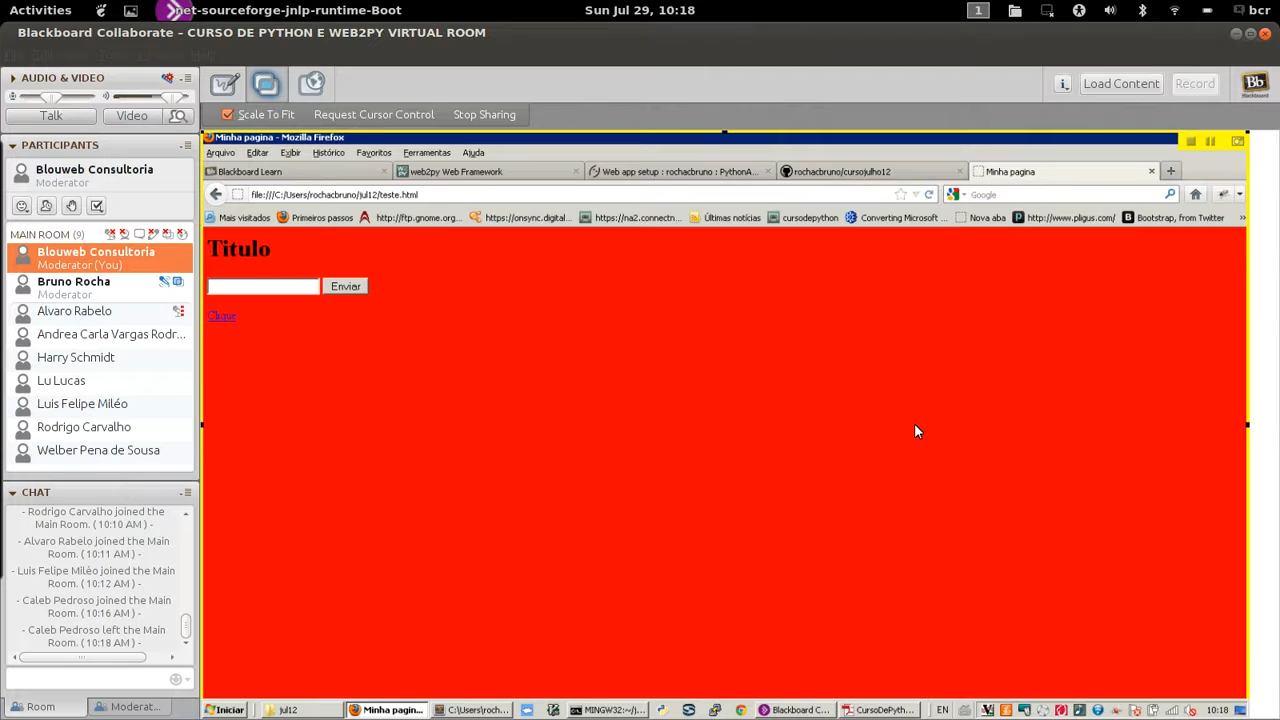 Activities
net-sourceforge-jnlp-runtime-Boot
Sun Jul 29, 10:18
1
bcr
Blackboard Collaborate – CURSO DE PYTHON E WEB2PY VIRTUAL ROOM
AUDIO & VIDEO
Talk
Video
Load Content
Record
Bb
Scale To Fit
Request Cursor Control
Stop Sharing
PARTICIPANTS
Blouweb Consultoria
Moderator
MAIN ROOM (9)
Blouweb Consultoria
Moderator (You)
Bruno Rocha
Moderator
Alvaro Rabelo
Andrea Carla Vargas Rodr...
Harry Schmidt
Lu Lucas
Luis Felipe Miléo
Rodrigo Carvalho
Welber Pena de Sousa
CHAT
- Rodrigo Carvalho joined the
Main Room. ( 10:10 AM ) -
- Alvaro Rabelo joined the Main
Room. ( 10:11 AM ) -
- Luis Felipe Miléo joined the Main
Room. ( 10:12 AM ) -
- Caleb Pedroso joined the Main
Room. ( 10:16 AM ) -
- Caleb Pedroso left the Main
Room. ( 10:18 AM ) -
Room
Moderat...
Minha pagina - Mozilla Firefox
Arquivo Editar Exibir Histórico Favoritos Ferramentas Ajuda
Blackboard Learn
web2py Web Framework
Web app setup : rochacbruno : PythonA...
rochacbruno/cursojulho12
Minha pagina
file:///C:/Users/rochacbruno/jul12/teste.html
Google
Mais visitados
Primeiros passos
http://ftp.gnome.org...
https://onsync.digital...
https://na2.connectn...
Últimas notícias
cursodepython
Converting Microsoft ...
Nova aba
http://www.pligus.com/
Bootstrap, from Twitter
Titulo
Enviar
Clique
Iniciar
jul12
Minha pagin...
C:\Users\roch...
MINGW32:~/j...
Blackboard C...
CursoDePyth...
EN
10:18